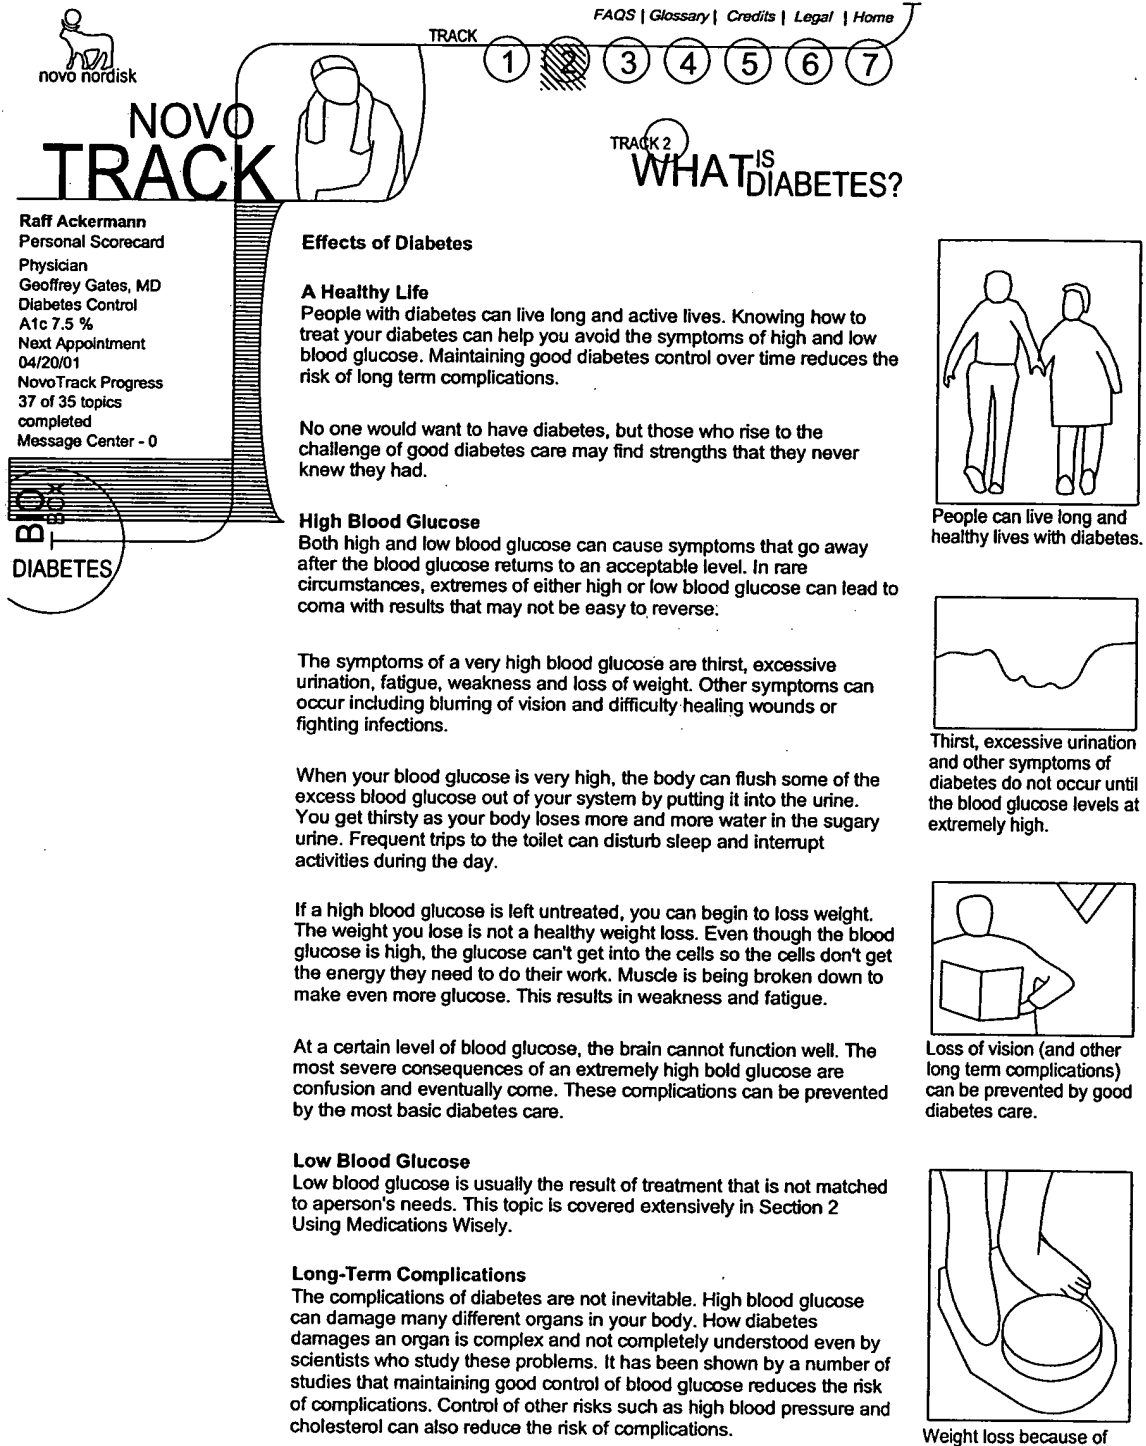 FAQS | Glossary | Credits | Legal | Home
TRACK
1 2 3 4 5 6 7
novo nordisk
NOVO
TRACK
TRACK 2
WHAT IS
DIABETES?
Raff Ackermann
Personal Scorecard
Physician
Geoffrey Gates, MD
Diabetes Control
A1c 7.5 %
Next Appointment
04/20/01
NovoTrack Progress
37 of 35 topics
completed
Message Center - 0
BIO
BOX
DIABETES
Effects of Diabetes
A Healthy Life
People with diabetes can live long and active lives. Knowing how to
treat your diabetes can help you avoid the symptoms of high and low
blood glucose. Maintaining good diabetes control over time reduces the
risk of long term complications.
No one would want to have diabetes, but those who rise to the
challenge of good diabetes care may find strengths that they never
knew they had.
High Blood Glucose
Both high and low blood glucose can cause symptoms that go away
after the blood glucose returns to an acceptable level. In rare
circumstances, extremes of either high or low blood glucose can lead to
coma with results that may not be easy to reverse.
The symptoms of a very high blood glucose are thirst, excessive
urination, fatigue, weakness and loss of weight. Other symptoms can
occur including blurring of vision and difficulty healing wounds or
fighting infections.
When your blood glucose is very high, the body can flush some of the
excess blood glucose out of your system by putting it into the urine.
You get thirsty as your body loses more and more water in the sugary
urine. Frequent trips to the toilet can disturb sleep and interrupt
activities during the day.
If a high blood glucose is left untreated, you can begin to loss weight.
The weight you lose is not a healthy weight loss. Even though the blood
glucose is high, the glucose can't get into the cells so the cells don't get
the energy they need to do their work. Muscle is being broken down to
make even more glucose. This results in weakness and fatigue.
At a certain level of blood glucose, the brain cannot function well. The
most severe consequences of an extremely high bold glucose are
confusion and eventually come. These complications can be prevented
by the most basic diabetes care.
Low Blood Glucose
Low blood glucose is usually the result of treatment that is not matched
to aperson's needs. This topic is covered extensively in Section 2
Using Medications Wisely.
Long-Term Complications
The complications of diabetes are not inevitable. High blood glucose
can damage many different organs in your body. How diabetes
damages an organ is complex and not completely understood even by
scientists who study these problems. It has been shown by a number of
studies that maintaining good control of blood glucose reduces the risk
of complications. Control of other risks such as high blood pressure and
cholesterol can also reduce the risk of complications.
People can live long and
healthy lives with diabetes.
Thirst, excessive urination
and other symptoms of
diabetes do not occur until
the blood glucose levels at
extremely high.
Loss of vision (and other
long term complications)
can be prevented by good
diabetes care.
Weight loss because of